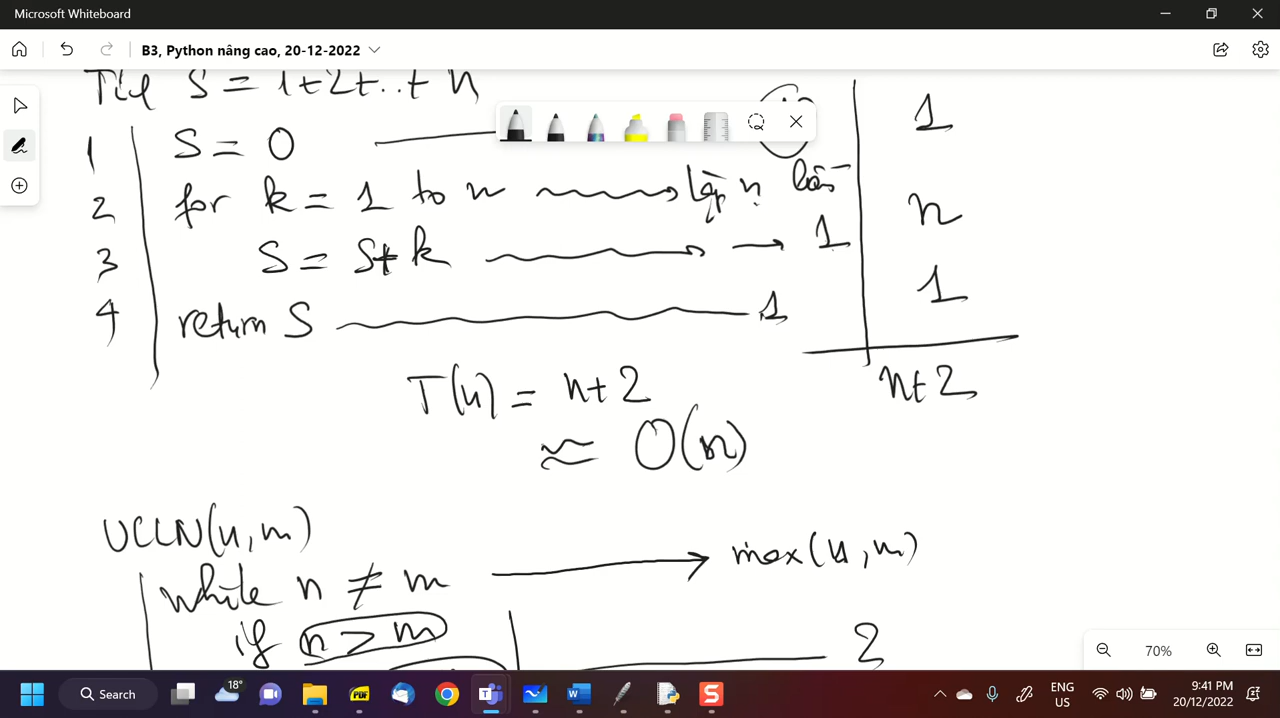 Microsoft Whiteboard
B3, Python nâng cao, 20-12-2022
S = 1+2+..+ n
1 S = 0 1
2 for k = 1 to n lặp n lần n
3 S = S+k 1
4 return S 1 1
n+2
T(n) = n+2
≈ O(n)
UCLN(n,m)
while n ≠ m max(n,m)
if n > m 2
70%
18°
Search
ENG
US
9:41 PM
20/12/2022